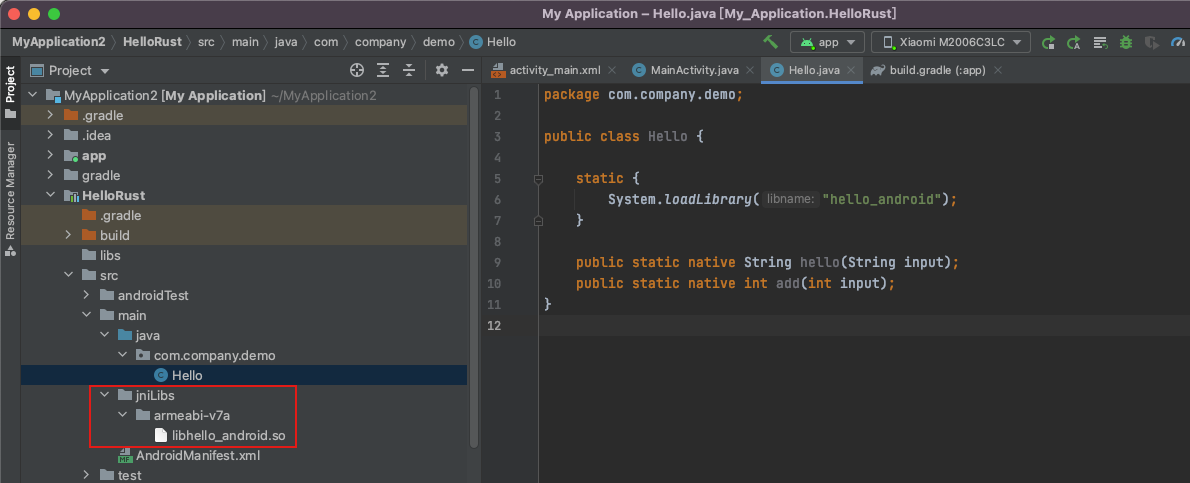 My Application – Hello.java [My_Application.HelloRust]
MyApplication2 HelloRust src main java com company demo Hello
app Xiaomi M2006C3LC
Project
Resource Manager
Project
MyApplication2 [My Application] ~/MyApplication2
.gradle
.idea
app
gradle
HelloRust
.gradle
build
libs
src
androidTest
main
java
com.company.demo
Hello
jniLibs
armeabi-v7a
libhello_android.so
AndroidManifest.xml
test
activity_main.xml MainActivity.java Hello.java build.gradle (:app)
1 package com.company.demo;
2
3 public class Hello {
4
5 static {
6 System.loadLibrary( libname: "hello_android");
7 }
8
9 public static native String hello(String input);
10 public static native int add(int input);
11 }
12